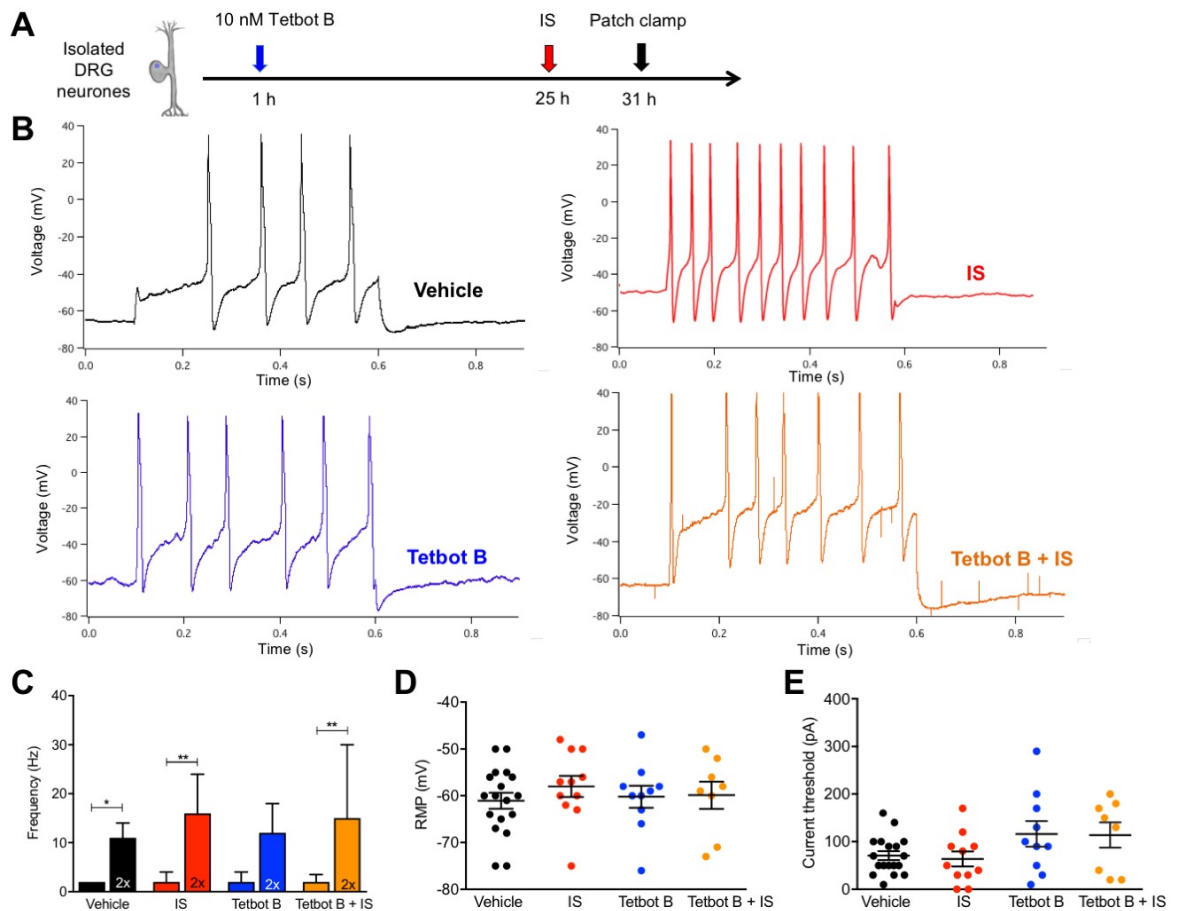 A
10 nM Tetbot B
IS
Patch clamp
Isolated
DRG
neurones
1 h
25 h
31 h
B
40
20
0
-20
-40
-60
-80
Voltage (mV)
Vehicle
0.0
0.2
0.4
0.6
0.8
Time (s)
40
20
0
-20
-40
-60
-80
Voltage (mV)
IS
0.0
0.2
0.4
0.6
0.8
Time (s)
40
20
0
-20
-40
-60
-80
Voltage (mV)
Tetbot B
0.0
0.2
0.4
0.6
0.8
Time (s)
40
20
0
-20
-40
-60
-80
Voltage (mV)
Tetbot B + IS
0.0
0.2
0.4
0.6
0.8
Time (s)
C
40
30
20
10
0
Frequency (Hz)
*
**
**
2x
2x
2x
2x
Vehicle
IS
Tetbot B
Tetbot B + IS
D
-40
-50
-60
-70
-80
RMP (mV)
Vehicle
IS
Tetbot B
Tetbot B + IS
E
400
300
200
100
0
Current threshold (pA)
Vehicle
IS
Tetbot B
Tetbot B + IS